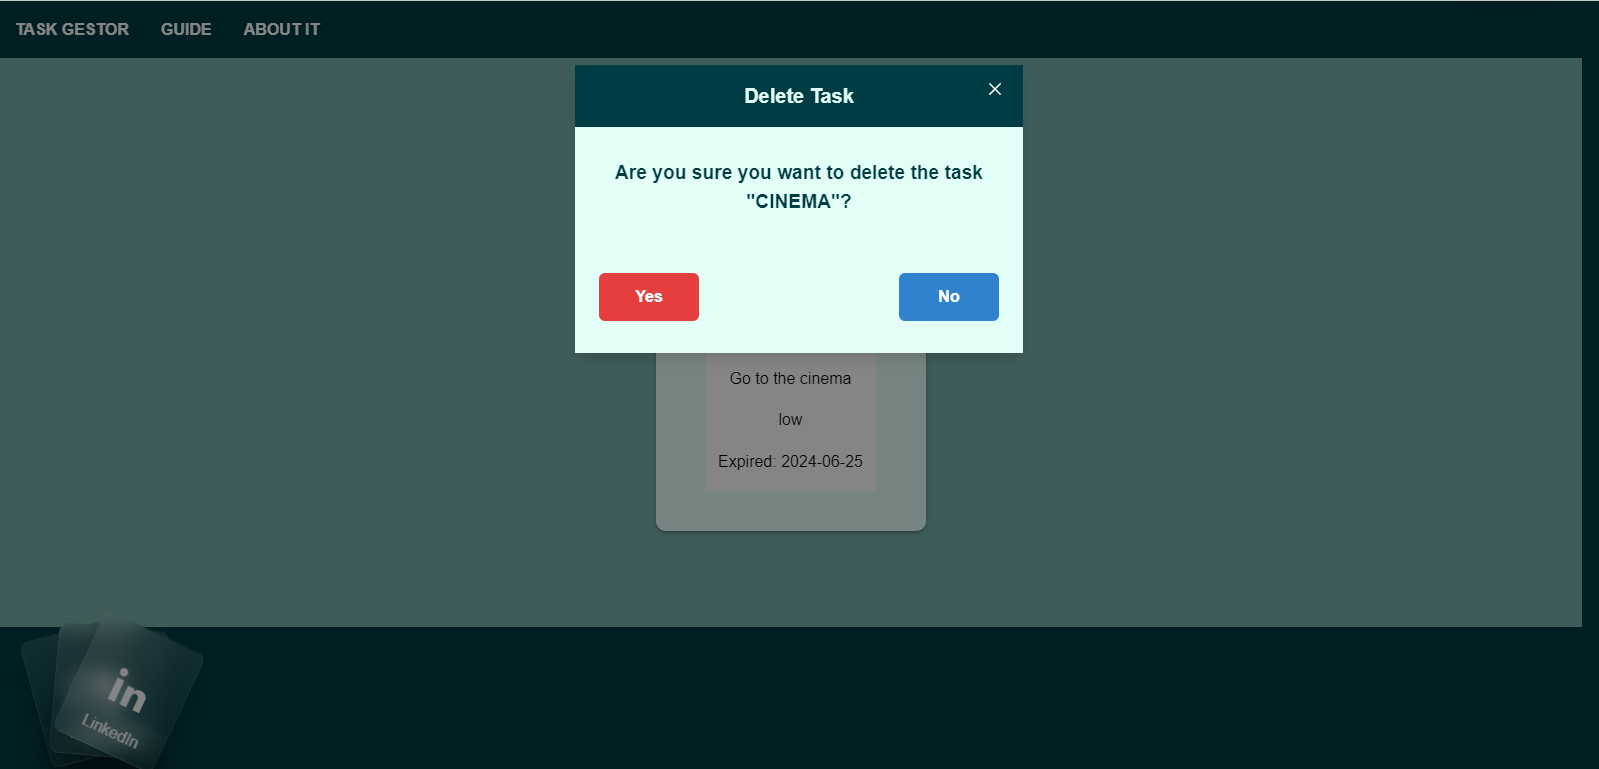 TASK GESTOR GUIDE ABOUT IT
Delete Task
Are you sure you want to delete the task
"CINEMA"?
Yes No
Go to the cinema
low
Expired: 2024-06-25
in
LinkedIn